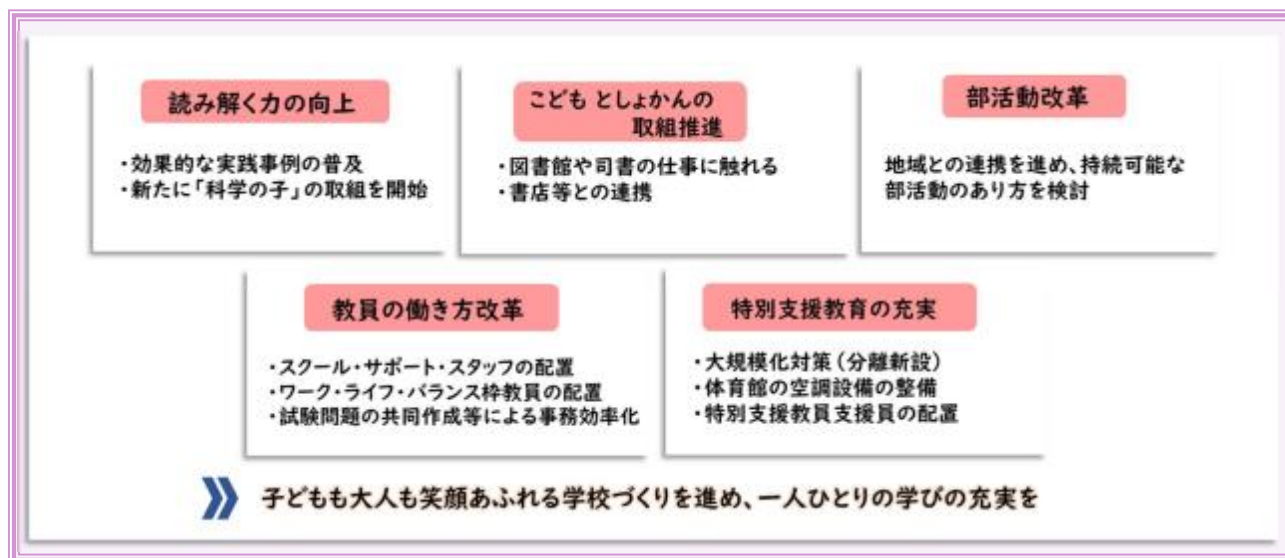 読み解く力の向上
・効果的な実践事例の普及
・新たに「科学の子」の取組を開始
こども としょかんの
取組推進
・図書館や司書の仕事に触れる
・書店等との連携
部活動改革
地域との連携を進め、持続可能な
部活動のあり方を検討
教員の働き方改革
・スクール・サポート・スタッフの配置
・ワーク・ライフ・バランス枠教員の配置
・試験問題の共同作成等による事務効率化
特別支援教育の充実
・大規模化対策(分離新設)
・体育館の空調設備の整備
・特別支援教員支援員の配置
子どもも大人も笑顔あふれる学校づくりを進め、一人ひとりの学びの充実を